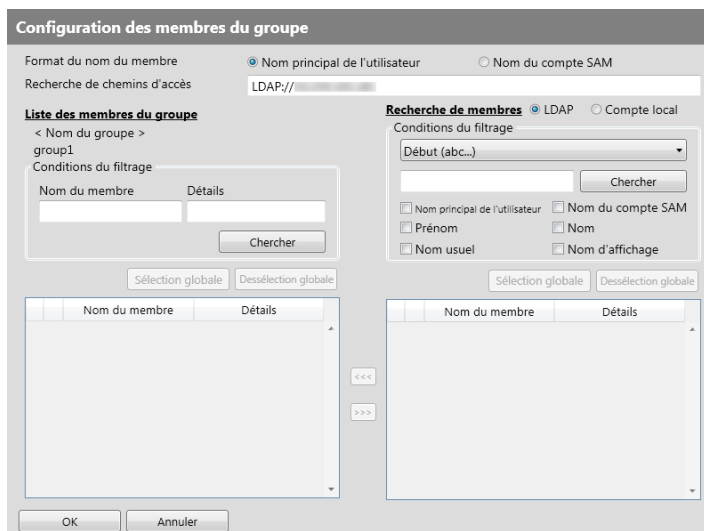 Configuration des membres du groupe
Format du nom du membre
Nom principal de l'utilisateur
Nom du compte SAM
Recherche de chemins d'accès
LDAP://
Liste des membres du groupe
< Nom du groupe >
group1
Conditions du filtrage
Nom du membre Détails
Chercher
Sélection globale Dessélection globale
Nom du membre Détails
<<<
>>>
Recherche de membres LDAP Compte local
Conditions du filtrage
Début (abc...)
Chercher
Nom principal de l'utilisateur Nom du compte SAM
Prénom Nom
Nom usuel Nom d'affichage
Sélection globale Dessélection globale
Nom du membre Détails
OK Annuler